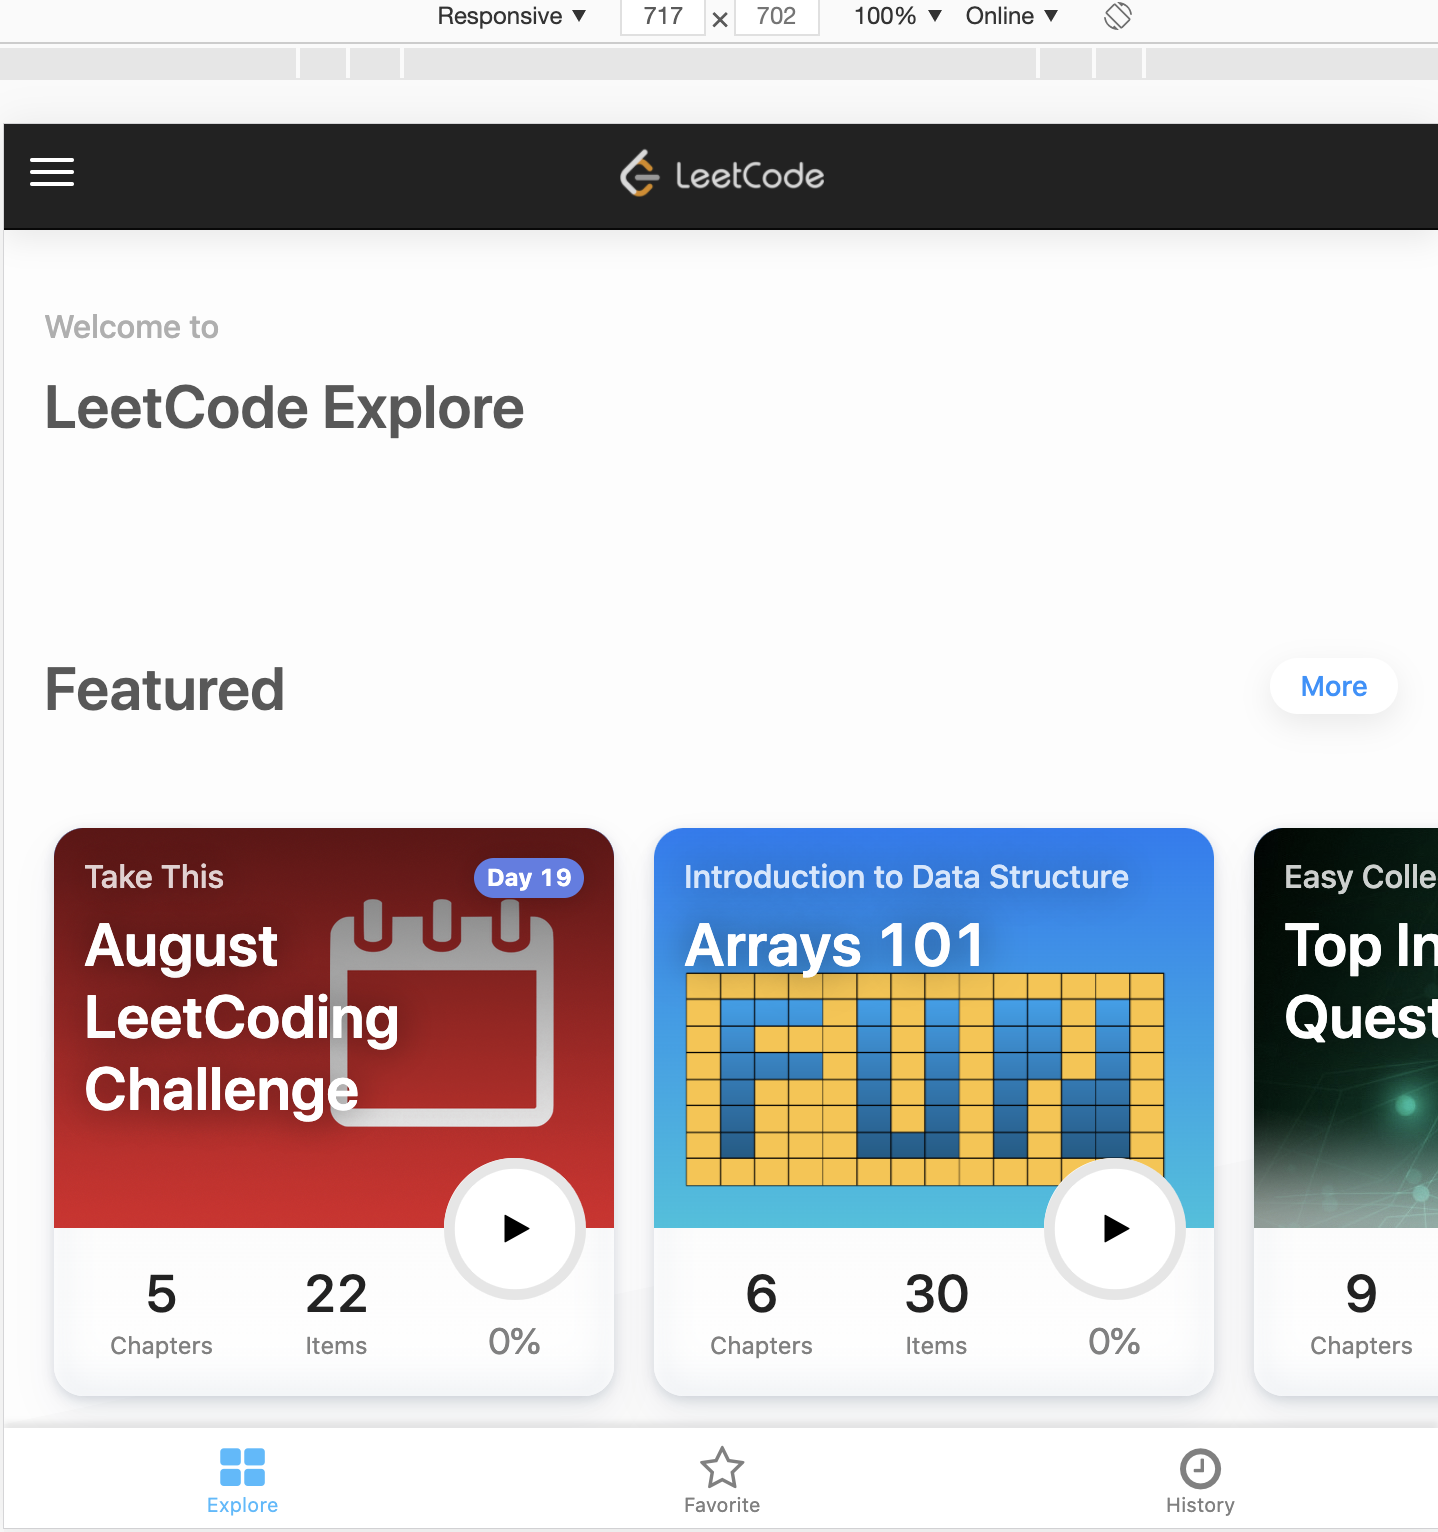 Responsive ▼ 717 × 702 100% ▼ Online ▼
LeetCode
Welcome to
LeetCode Explore
Featured
More
Take This
Day 19
August
LeetCoding
Challenge
5
Chapters
22
Items
0%
Introduction to Data Structure
Arrays 101
FUN
6
Chapters
30
Items
0%
Easy Colle
Top In
Quest
9
Chapters
Explore
Favorite
History